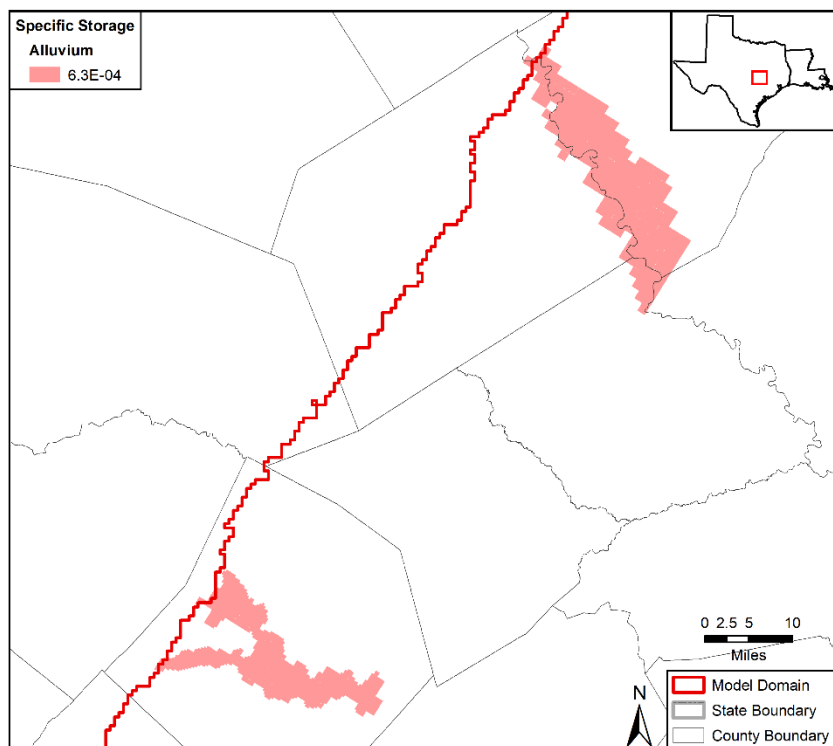 Specific Storage
Alluvium
6.3E-04
0 2.5 5 10
Miles
N
Model Domain
State Boundary
County Boundary